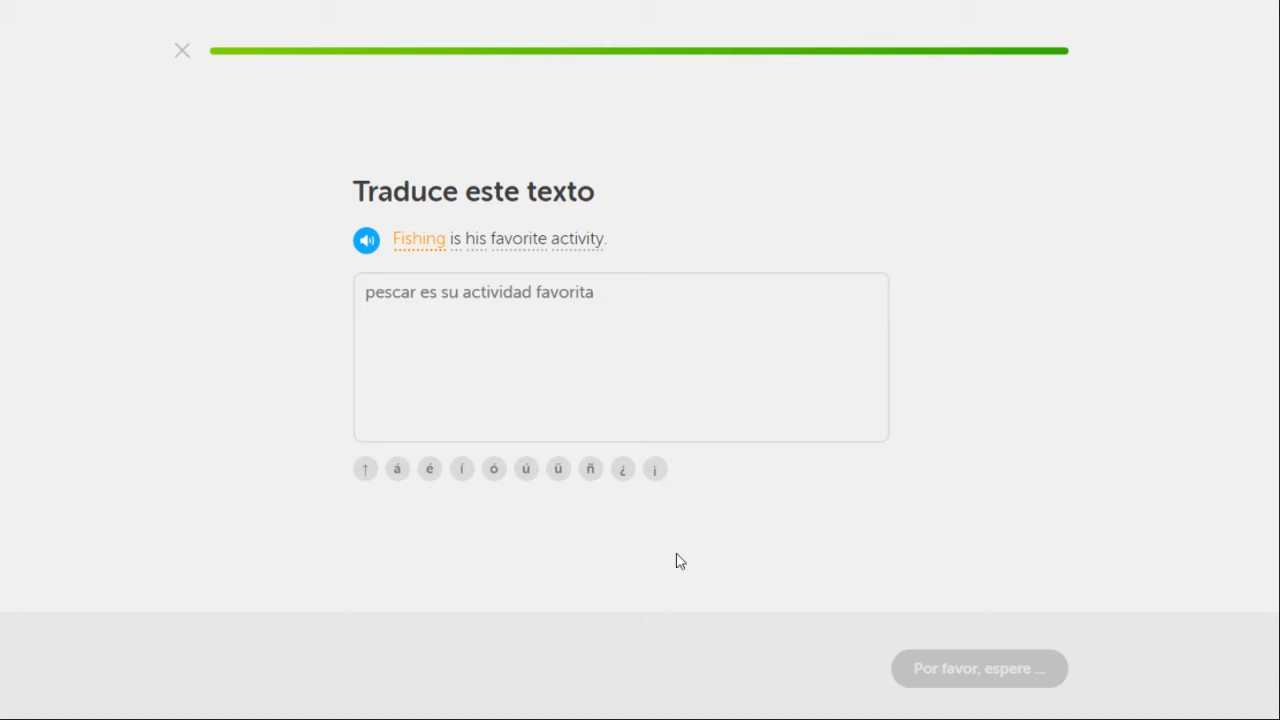 Traduce este texto
Fishing is his favorite activity.
pescar es su actividad favorita
↑ á é í ó ú ü ñ ¿ ¡
Por favor, espere ...